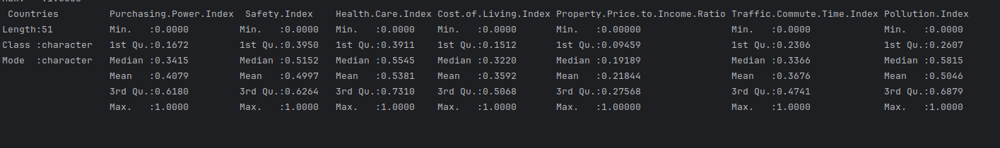 Max.   :1.0000
 Countries         Purchasing.Power.Index  Safety.Index    Health.Care.Index Cost.of.Living.Index Property.Price.to.Income.Ratio Traffic.Commute.Time.Index Pollution.Index
Length:51          Min.   :0.0000         Min.   :0.0000   Min.   :0.0000    Min.   :0.0000       Min.   :0.00000                Min.   :0.0000             Min.   :0.0000
Class :character   1st Qu.:0.1672         1st Qu.:0.3950   1st Qu.:0.3911    1st Qu.:0.1512       1st Qu.:0.09459                1st Qu.:0.2306             1st Qu.:0.2607
Mode  :character   Median :0.3415         Median :0.5152   Median :0.5545    Median :0.3220       Median :0.19189                Median :0.3366             Median :0.5815
                   Mean   :0.4079         Mean   :0.4997   Mean   :0.5381    Mean   :0.3592       Mean   :0.21844                Mean   :0.3676             Mean   :0.5046
                   3rd Qu.:0.6180         3rd Qu.:0.6264   3rd Qu.:0.7310    3rd Qu.:0.5068       3rd Qu.:0.27568                3rd Qu.:0.4741             3rd Qu.:0.6879
                   Max.   :1.0000         Max.   :1.0000   Max.   :1.0000    Max.   :1.0000       Max.   :1.00000                Max.   :1.0000             Max.   :1.0000